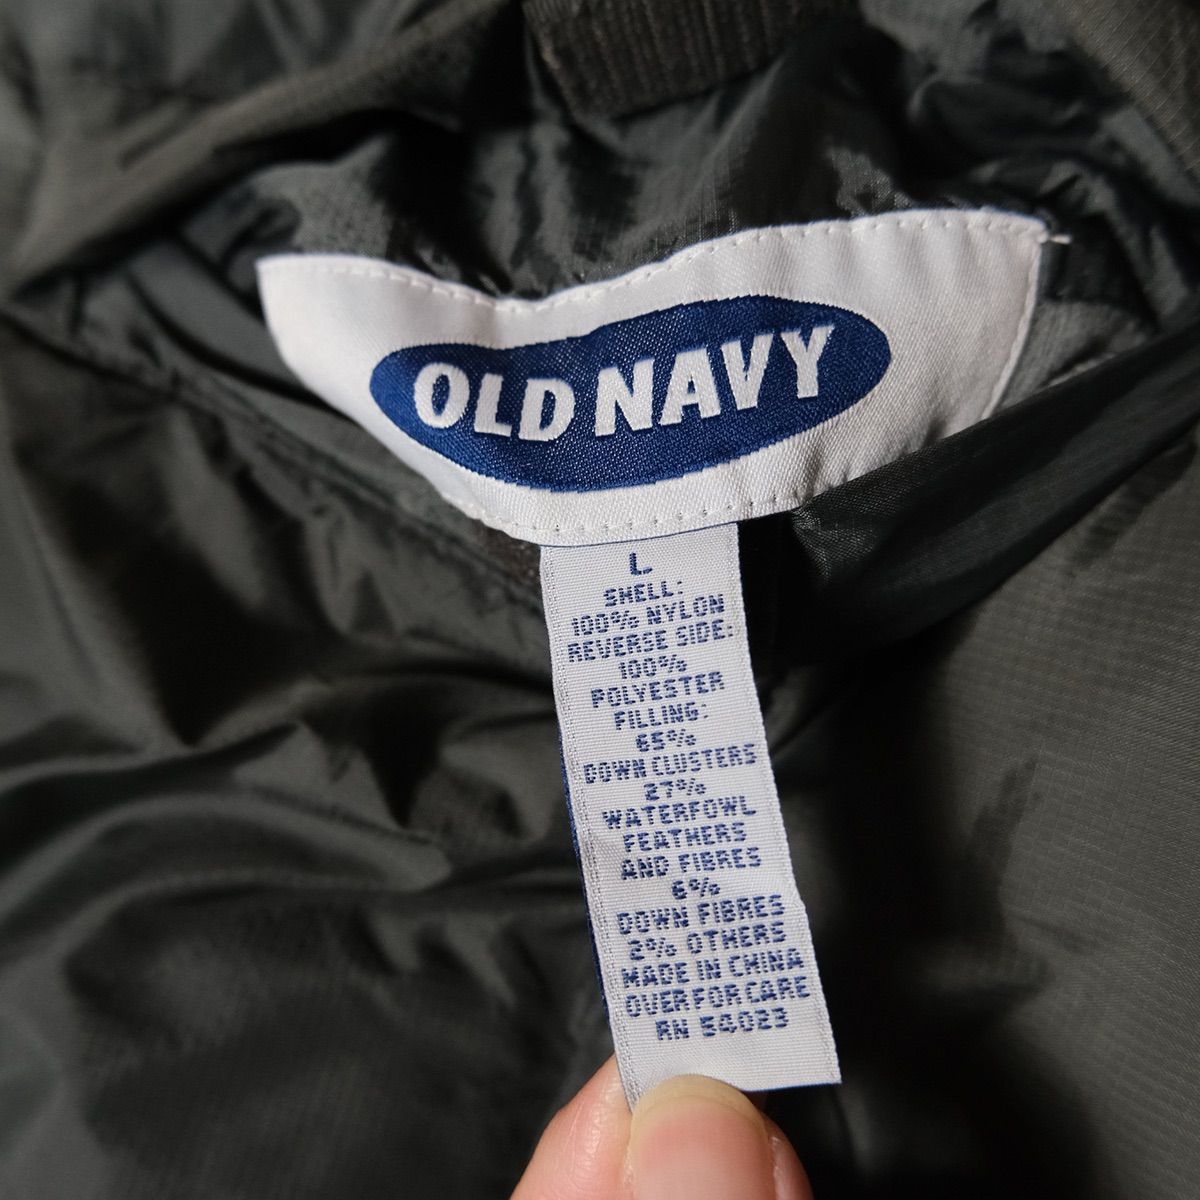 OLD NAVY
L
SHELL:
100% NYLON
REVERSE SIDE:
100%
POLYESTER
FILLING:
65%
DOWN CLUSTERS
27%
WATERFOWL
FEATHERS
AND FIBRES
6%
DOWN FIBRES
2% OTHERS
MADE IN CHINA
OVER FOR CARE
RN 54023